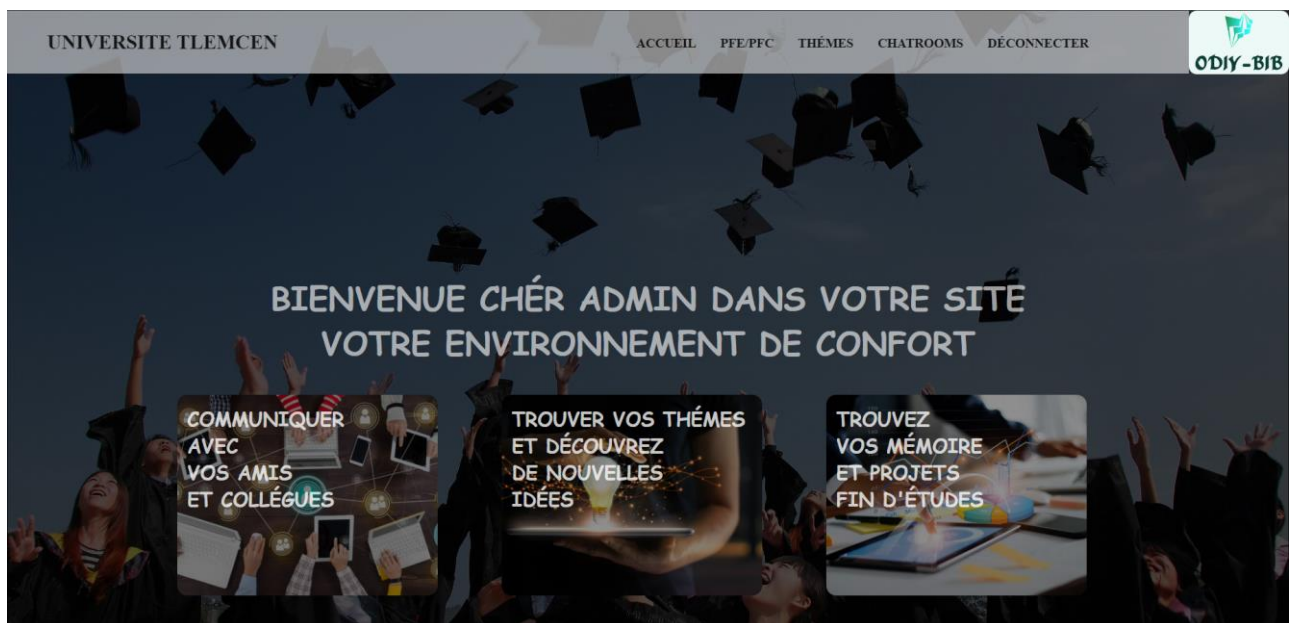 UNIVERSITE TLEMCEN
ACCUEIL PFE/PFC THÉMES CHATROOMS DÉCONNECTER
ODIY-BIB
BIENVENUE CHÉR ADMIN DANS VOTRE SITE
VOTRE ENVIRONNEMENT DE CONFORT
COMMUNIQUER
AVEC
VOS AMIS
ET COLLÉGUES
TROUVER VOS THÉMES
ET DÉCOUVREZ
DE NOUVELLES
IDÉES
TROUVEZ
VOS MÉMOIRE
ET PROJETS
FIN D'ÉTUDES